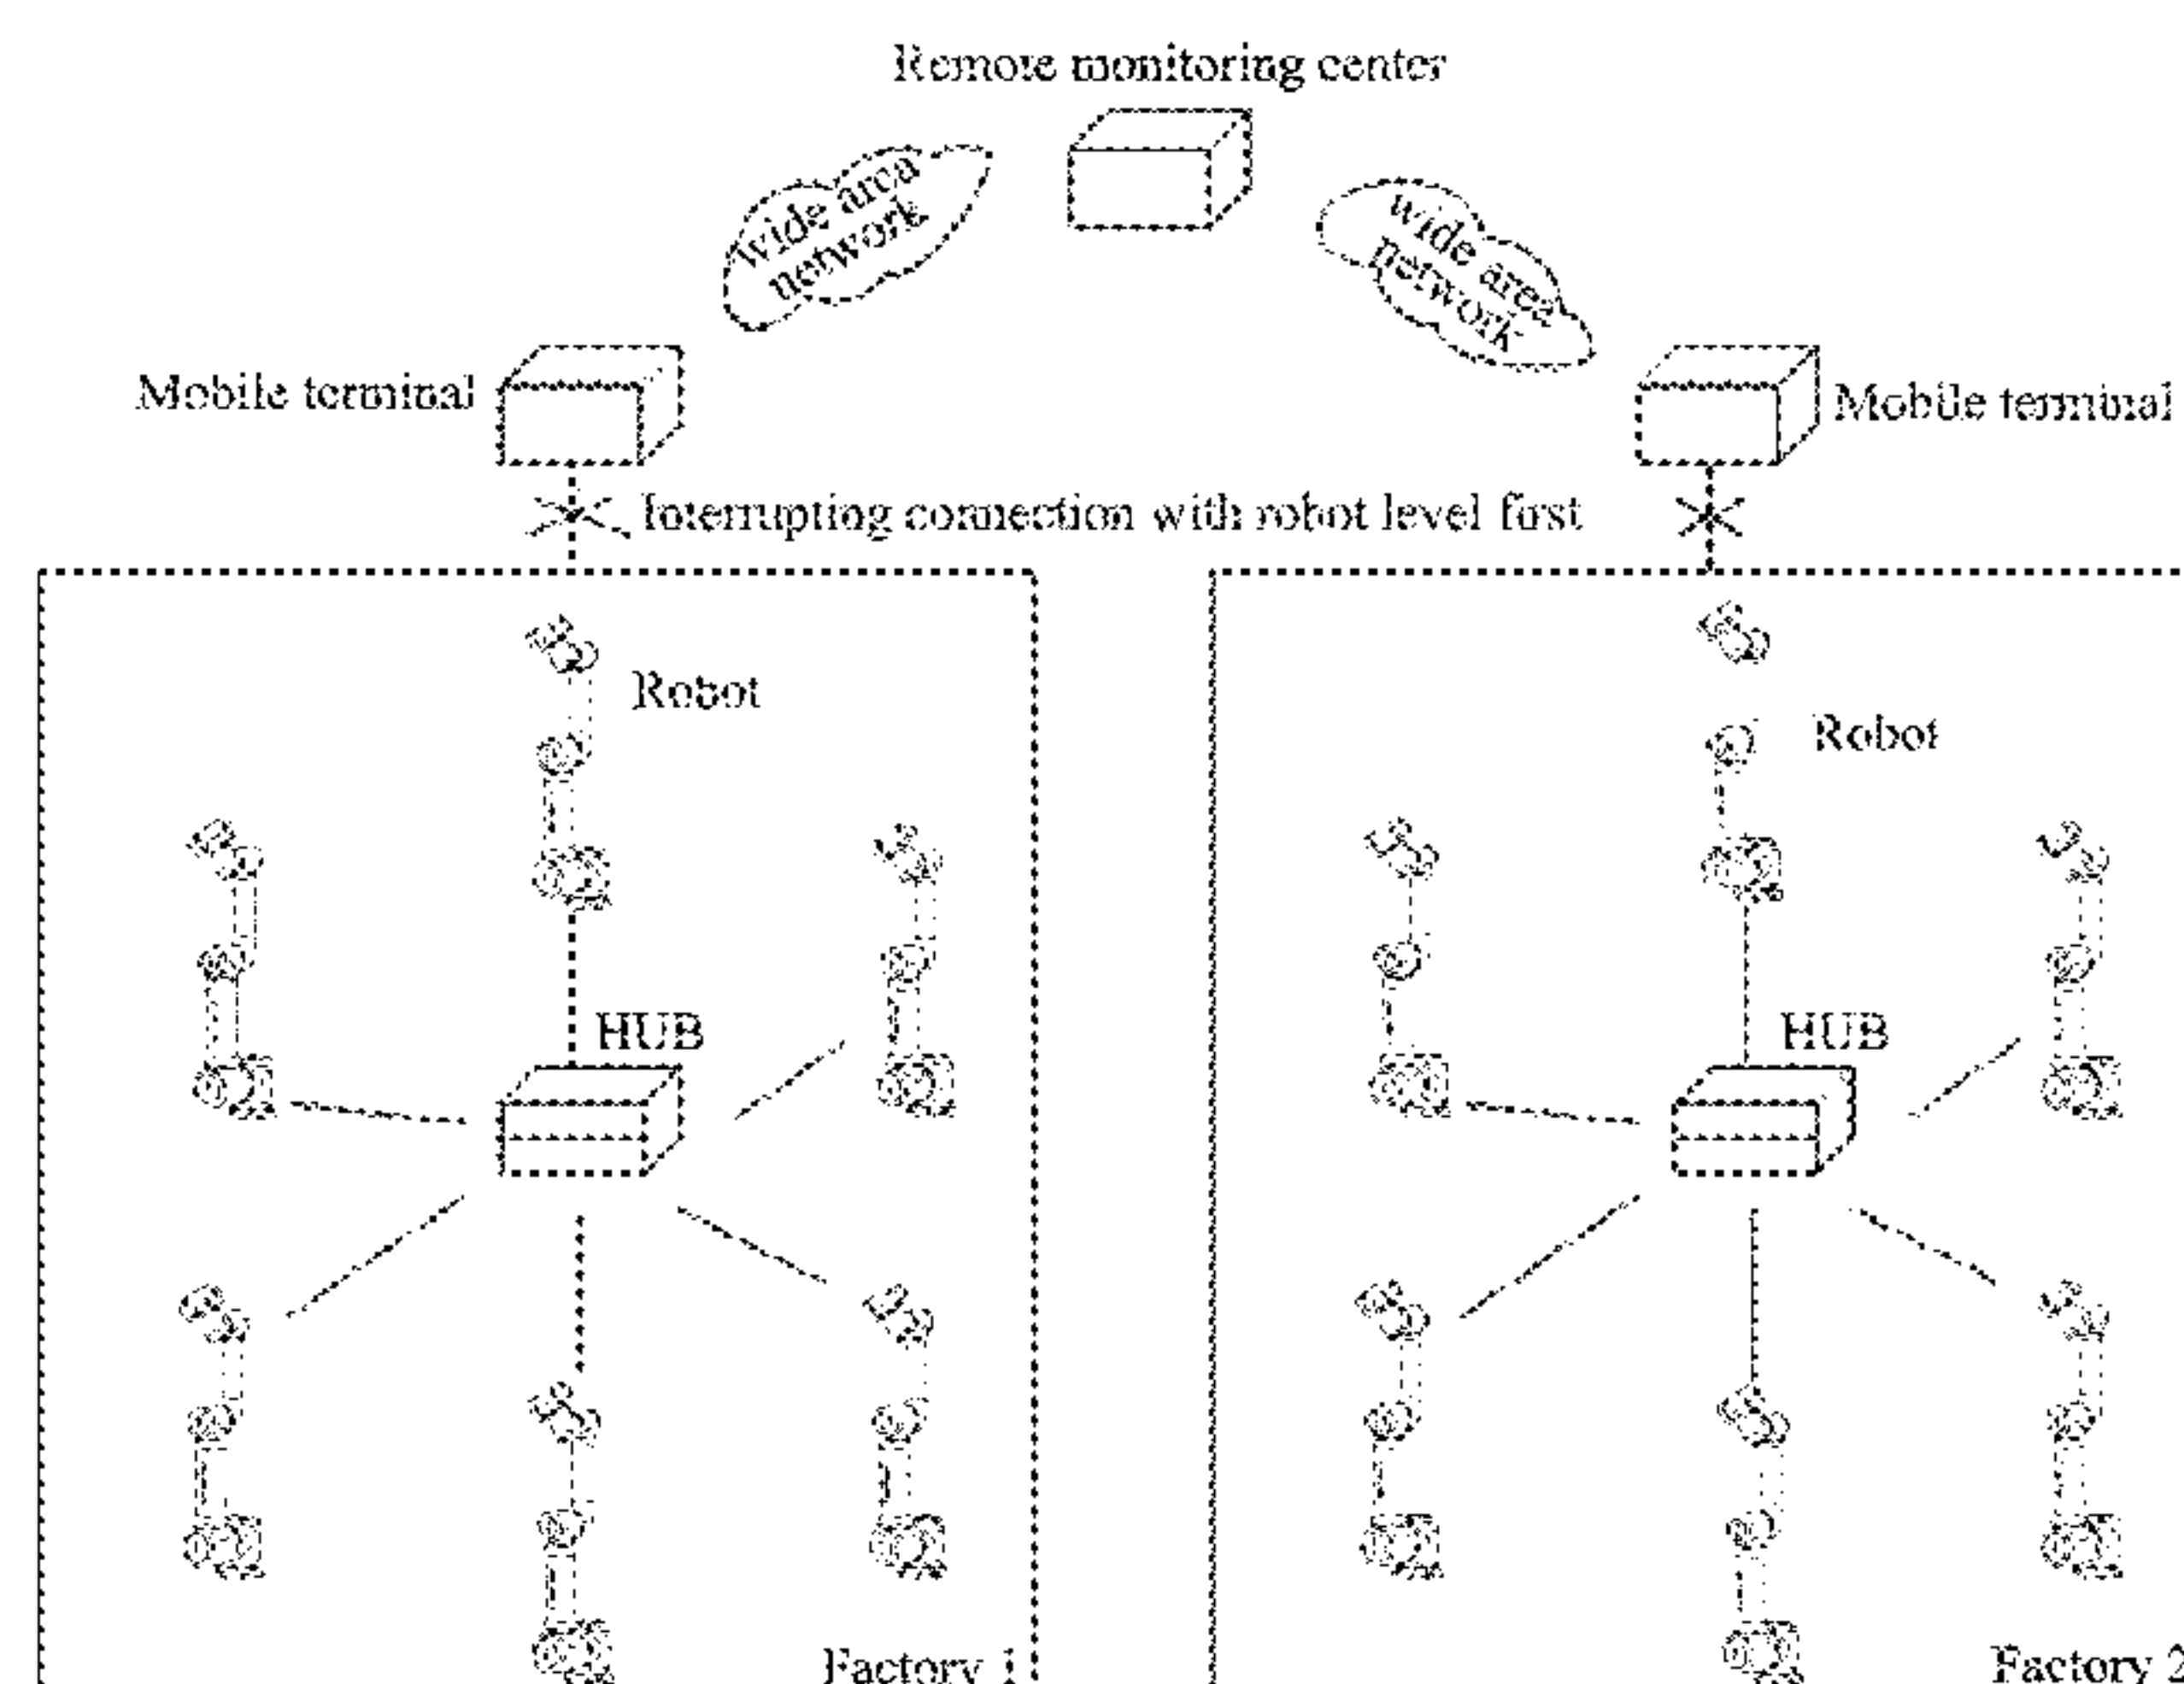 Remote monitoring center
wide area
network
wide area
network
Mobile terminal
Mobile terminal
Interrupting connection with robot level first
Robot
Robot
HUB
HUB
Factory 1
Factory 2